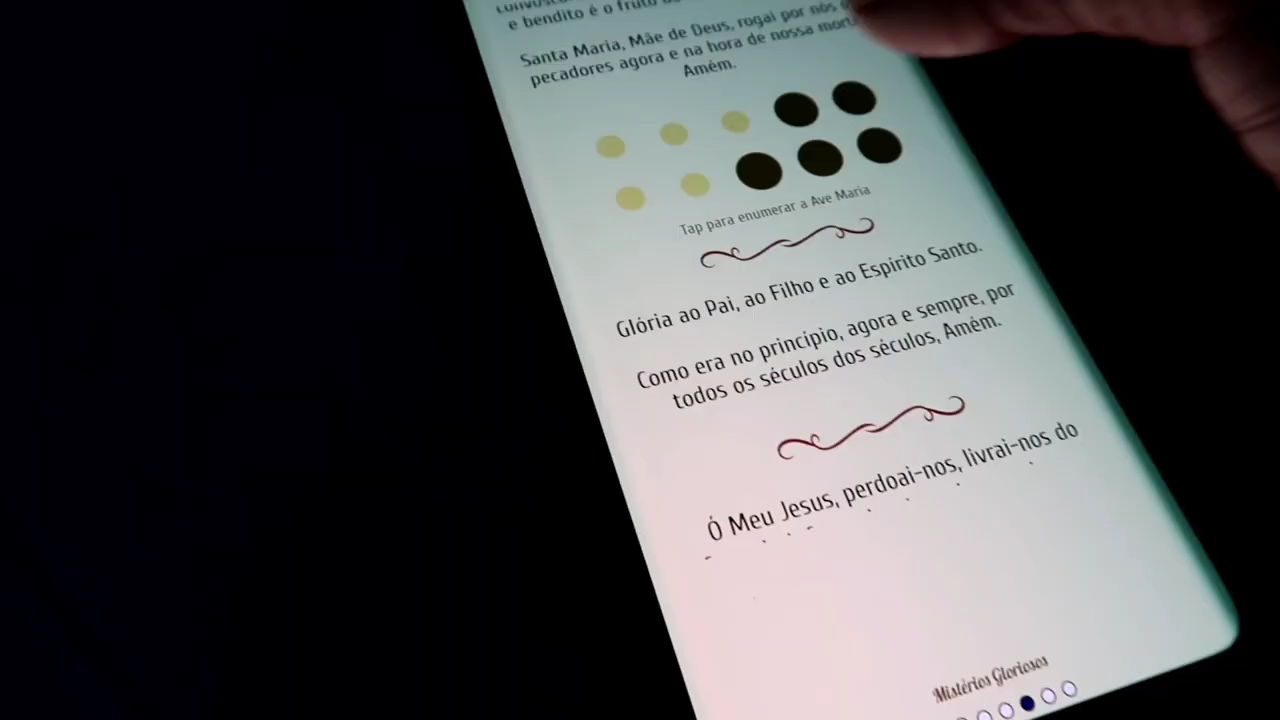 e bendito é o fruto
Santa Maria, Mãe de Deus, rogai por nós
pecadores agora e na hora de nossa
Amém.
Tap para enumerar a Ave Maria
Glória ao Pai, ao Filho e ao Espírito Santo.
Como era no princípio, agora e sempre, por
todos os séculos dos séculos, Amém.
Ó Meu Jesus, perdoai-nos, livrai-nos do
Mistérios Gloriosos